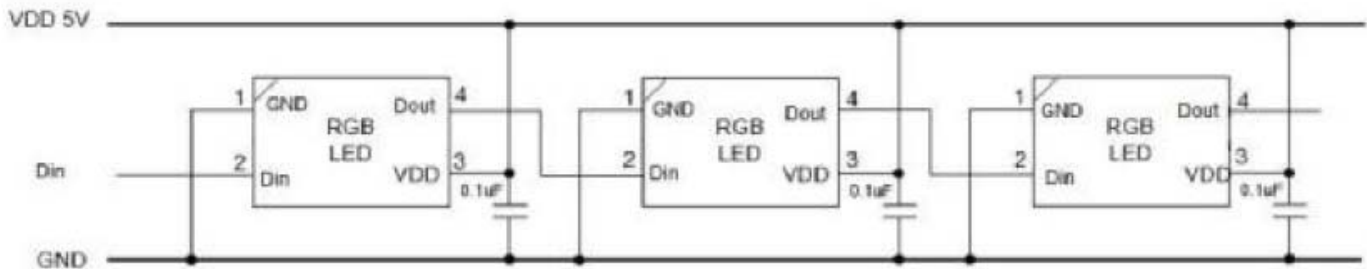 VDD 5V
1 GND Dout 4
RGB
LED
2 Din VDD 3
0.1uF
1 GND Dout 4
RGB
LED
2 Din VDD 3
0.1uF
1 GND Dout 4
RGB
LED
2 Din VDD 3
0.1uF
Din
GND